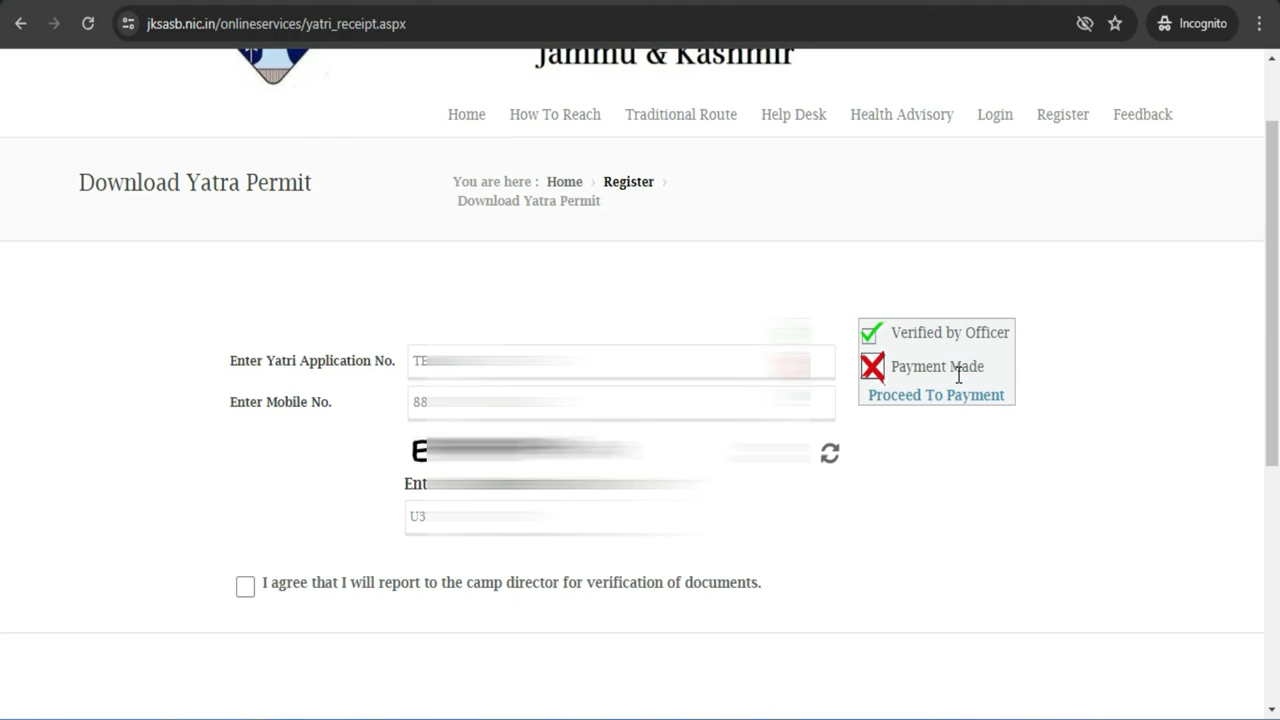 jksasb.nic.in/onlineservices/yatri_receipt.aspx
Incognito
Jammu & Kashmir
Home How To Reach Traditional Route Help Desk Health Advisory Login Register Feedback
Download Yatra Permit
You are here : Home › Register ›
Download Yatra Permit
Verified by Officer
Enter Yatri Application No. TE
Payment Made
Proceed To Payment
Enter Mobile No. 88
E
Ent
U3
I agree that I will report to the camp director for verification of documents.